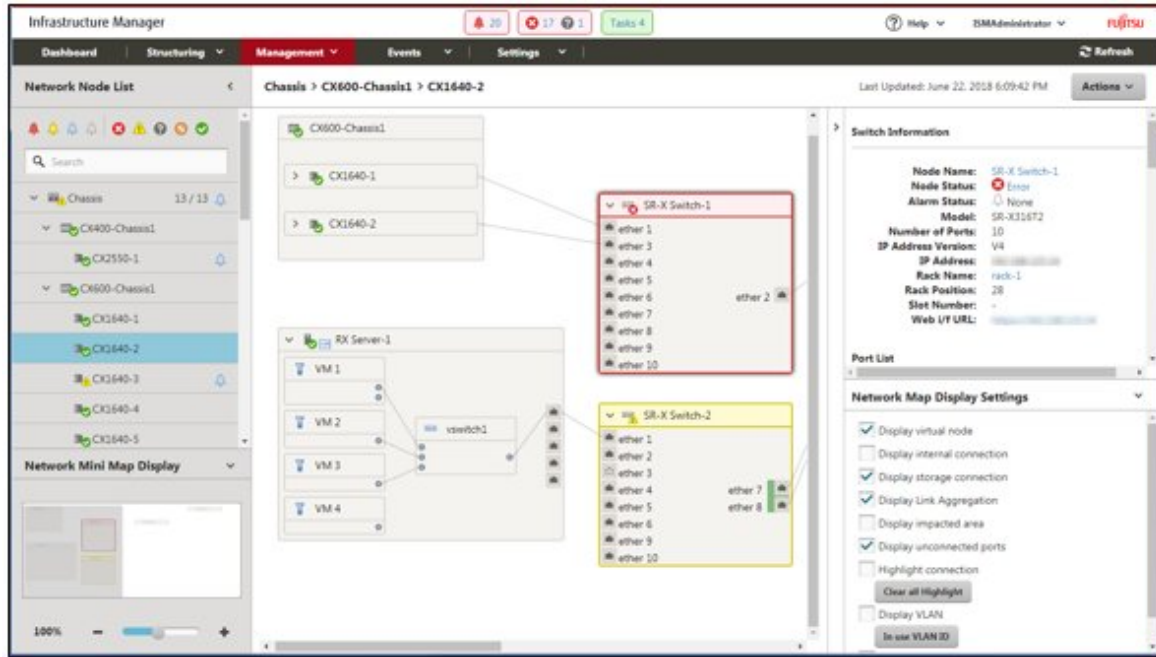 Infrastructure Manager
20
17 1
Tasks 4
Help
ISMAdministrator
FUJITSU
Dashboard
Structuring
Management
Events
Settings
Refresh
Network Node List
Chassis > CX600-Chassis1 > CX1640-2
Last Updated: June 22, 2018 6:09:42 PM
Actions
Search
Chassis 13 / 13
CX400-Chassis1
CX2550-1
CX600-Chassis1
CX1640-1
CX1640-2
CX1640-3
CX1640-4
CX1640-5
Network Mini Map Display
100%
CX600-Chassis1
CX1640-1
CX1640-2
RX Server-1
VM 1
VM 2
VM 3
VM 4
vswitch1
SR-X Switch-1
ether 1
ether 3
ether 4
ether 5
ether 6
ether 7
ether 8
ether 9
ether 10
ether 2
SR-X Switch-2
ether 1
ether 2
ether 3
ether 4
ether 5
ether 6
ether 9
ether 10
ether 7
ether 8
Switch Information
Node Name: SR-X Switch-1
Node Status: Error
Alarm Status: None
Model: SR-X316T2
Number of Ports: 10
IP Address Version: V4
IP Address:
Rack Name: rack-1
Rack Position: 28
Slot Number: -
Web i/f URL:
Port List
Network Map Display Settings
Display virtual node
Display internal connection
Display storage connection
Display Link Aggregation
Display impacted area
Display unconnected ports
Highlight connection
Clear all Highlight
Display VLAN
In use VLAN ID